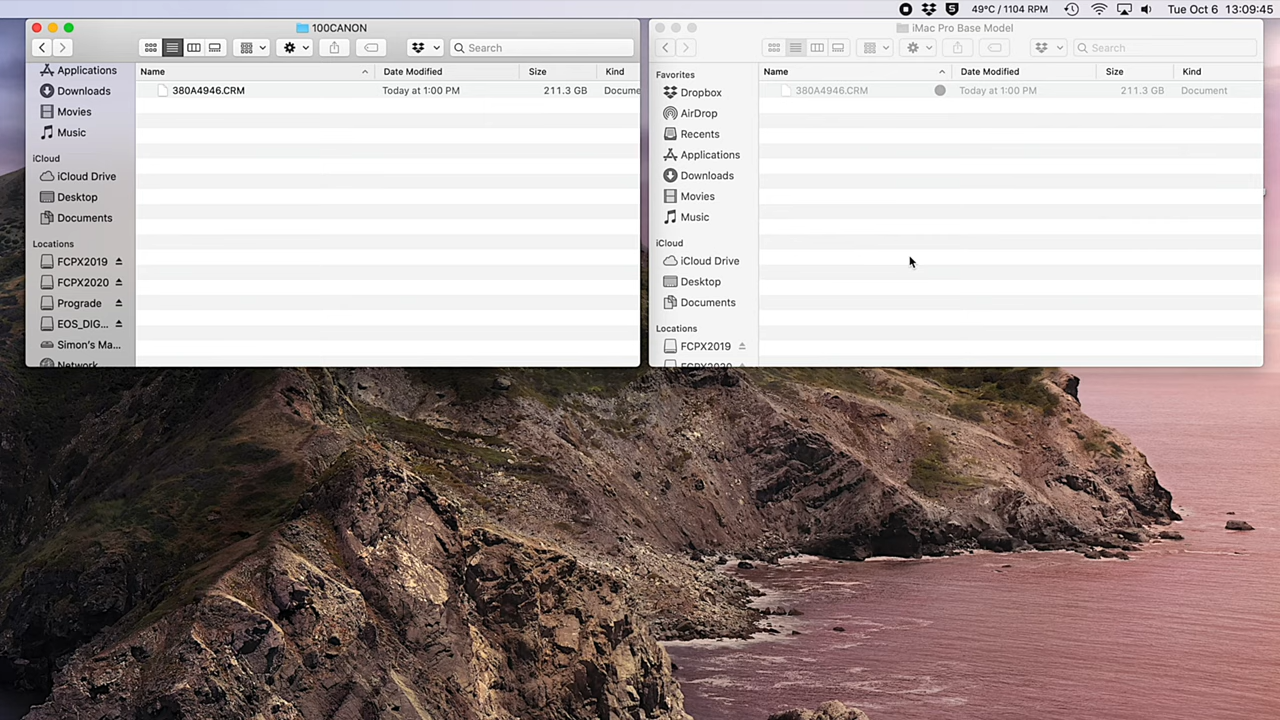 49°C / 1104 RPM Tue Oct 6 13:09:45
100CANON
Search
Name Date Modified Size Kind
Applications
Downloads
Movies
Music
iCloud
iCloud Drive
Desktop
Documents
Locations
FCPX2019
FCPX2020
Prograde
EOS_DIG...
Simon's Ma...
Network
380A4946.CRM Today at 1:00 PM 211.3 GB Docume
iMac Pro Base Model
Search
Name Date Modified Size Kind
Favorites
Dropbox
AirDrop
Recents
Applications
Downloads
Movies
Music
iCloud
iCloud Drive
Desktop
Documents
Locations
FCPX2019
FCPX2020
380A4946.CRM Today at 1:00 PM 211.3 GB Document